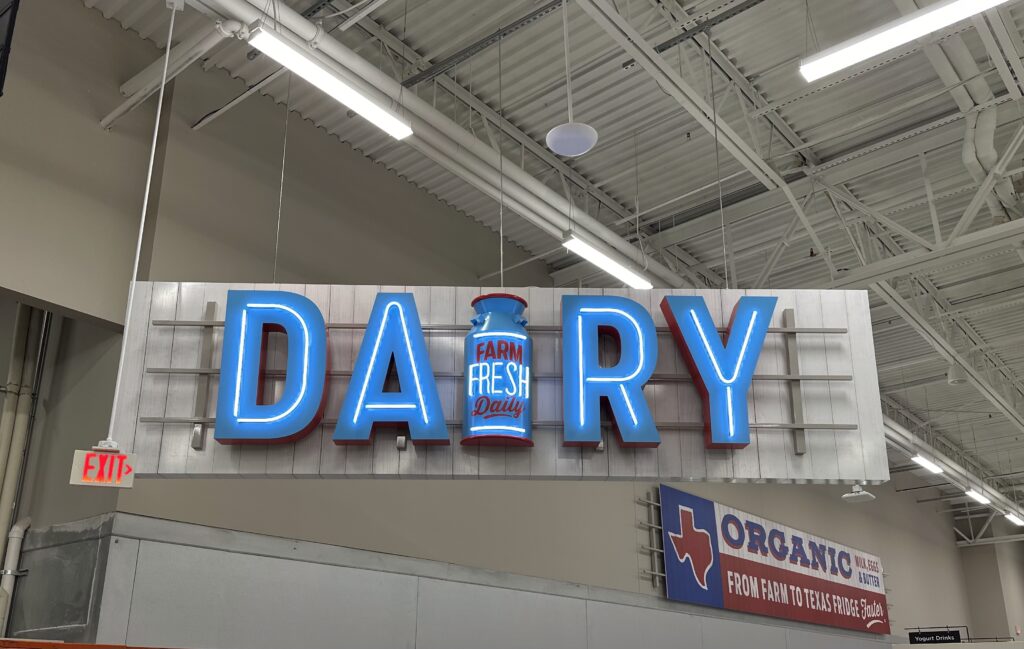 DA RY
FARM
FRESH
Daily
EXIT>
ORGANIC
MILK, EGGS
& BUTTER
FROM FARM TO TEXAS FRIDGE Faster
Yogurt Drinks